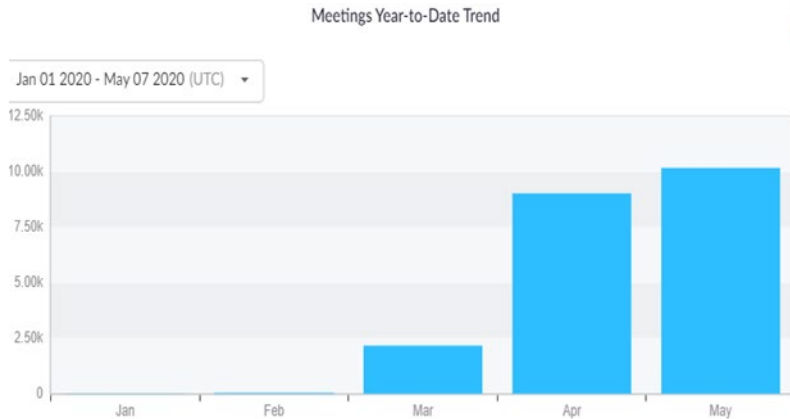 Meetings Year-to-Date Trend
Jan 01 2020 - May 07 2020 (UTC)
12.50k
10.00k
7.50k
5.00k
2.50k
0
Jan Feb Mar Apr May